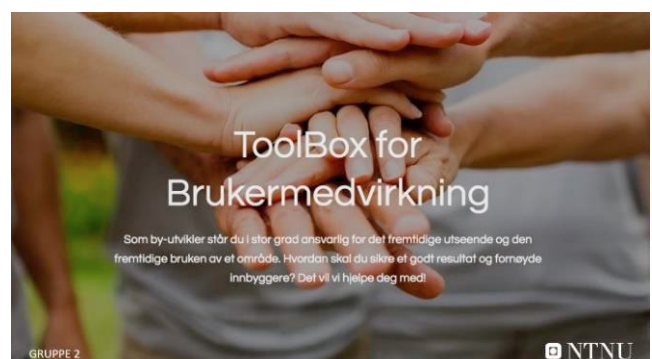 ToolBox for
Brukermedvirkning
Som by-utvikler står du i stor grad ansvarlig for det fremtidige utseende og den
fremtidige bruken av et område. Hvordan skal du sikre et godt resultat og fornøyde
innbyggere? Det vil vi hjelpe deg med!
GRUPPE 2
NTNU